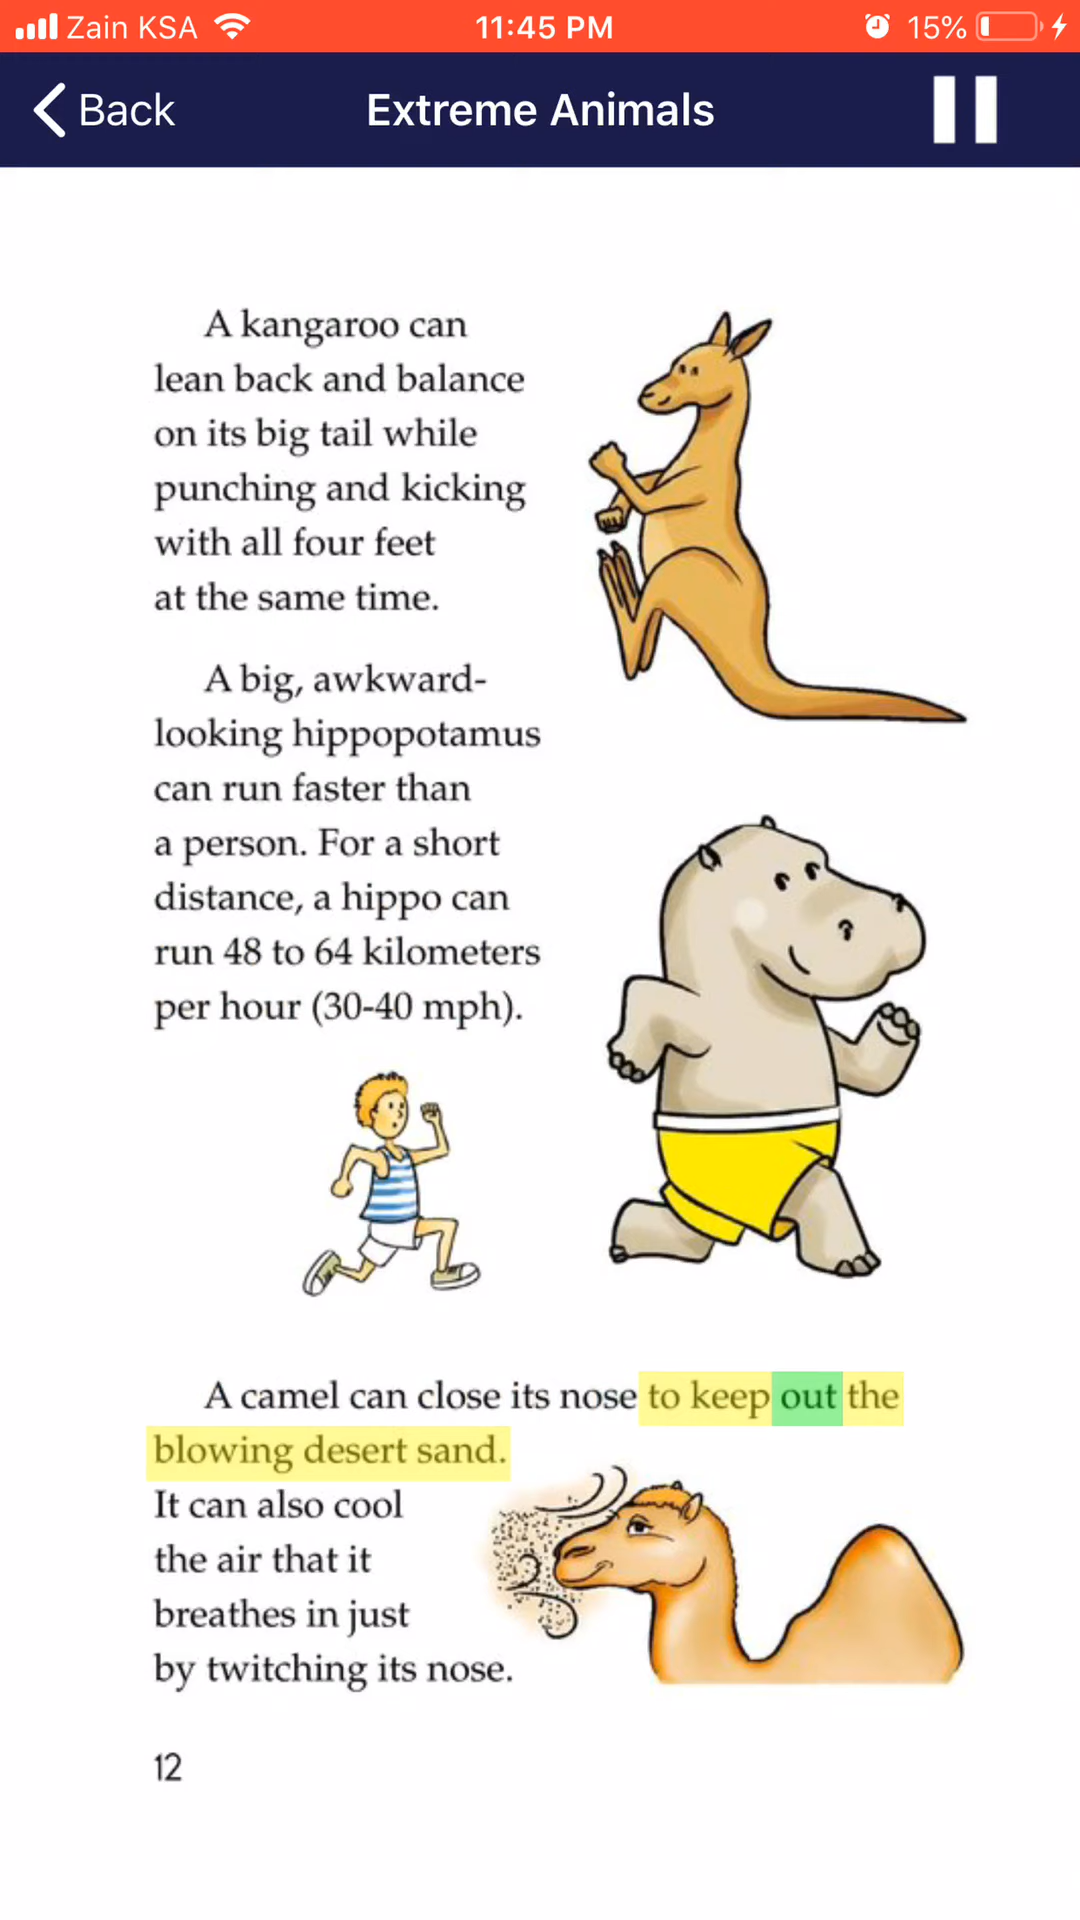 Zain KSA 11:45 PM 15%
Back Extreme Animals
A kangaroo can
lean back and balance
on its big tail while
punching and kicking
with all four feet
at the same time.
A big, awkward-
looking hippopotamus
can run faster than
a person. For a short
distance, a hippo can
run 48 to 64 kilometers
per hour (30-40 mph).
A camel can close its nose to keep out the
blowing desert sand.
It can also cool
the air that it
breathes in just
by twitching its nose.
12